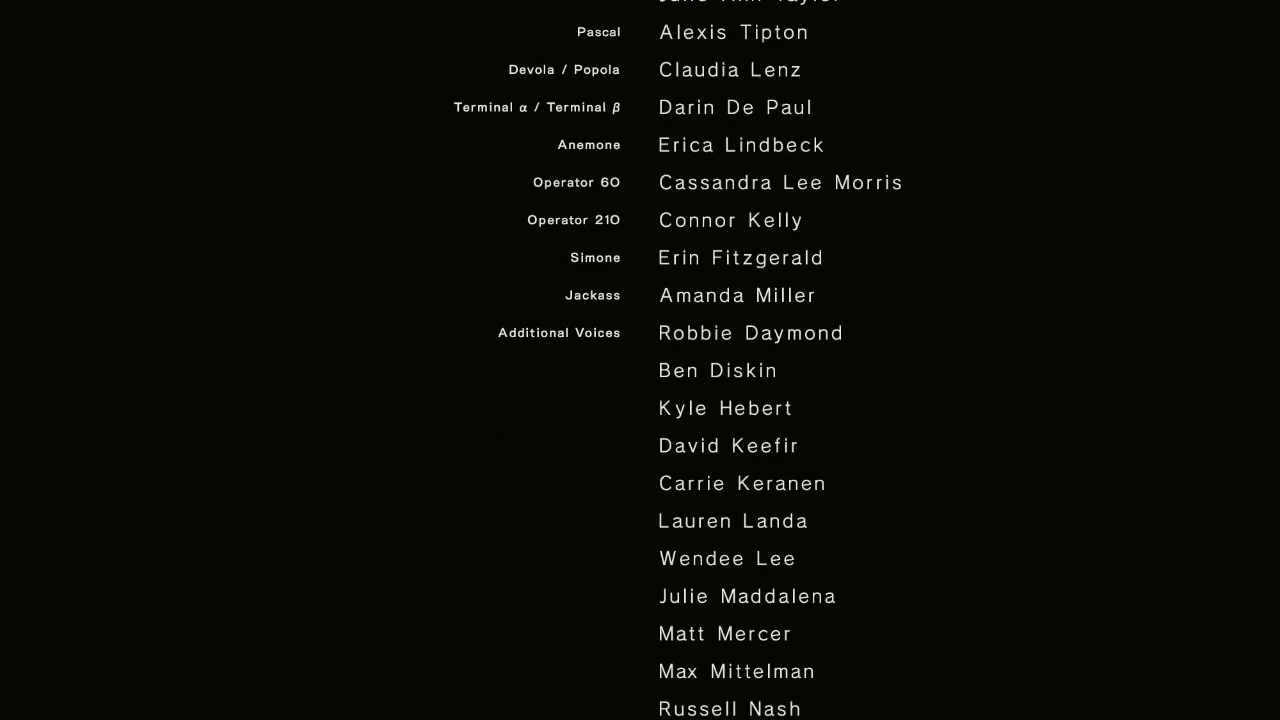 Pascal Alexis Tipton
Devola / Popola Claudia Lenz
Terminal α / Terminal β Darin De Paul
Anemone Erica Lindbeck
Operator 6O Cassandra Lee Morris
Operator 21O Connor Kelly
Simone Erin Fitzgerald
Jackass Amanda Miller
Additional Voices Robbie Daymond
Ben Diskin
Kyle Hebert
David Keefir
Carrie Keranen
Lauren Landa
Wendee Lee
Julie Maddalena
Matt Mercer
Max Mittelman
Russell Nash